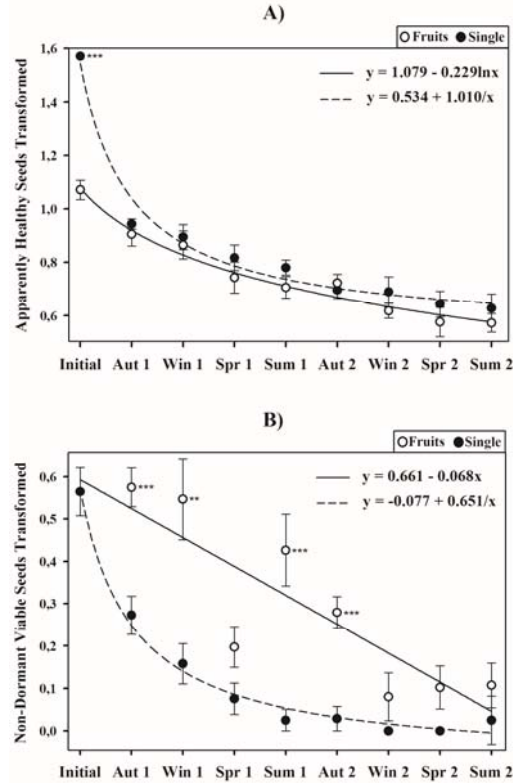 A)
Fruits Single
y = 1.079 - 0.229lnx
y = 0.534 + 1.010/x
Apparently Healthy Seeds Transformed
1,6
1,4
1,2
1,0
0,8
0,6
***
Initial Aut 1 Win 1 Spr 1 Sum 1 Aut 2 Win 2 Spr 2 Sum 2
B)
Fruits Single
y = 0.661 - 0.068x
y = -0.077 + 0.651/x
Non-Dormant Viable Seeds Transformed
0,6
0,5
0,4
0,3
0,2
0,1
0,0
*** ** *** ***
Initial Aut 1 Win 1 Spr 1 Sum 1 Aut 2 Win 2 Spr 2 Sum 2